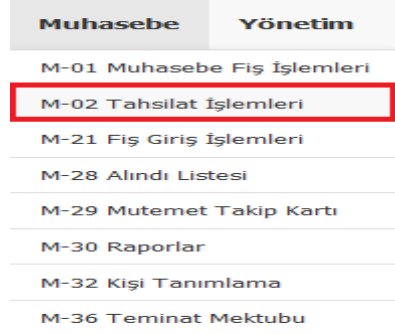 Muhasebe Yönetim
M-01 Muhasebe Fiş İşlemleri
M-02 Tahsilat İşlemleri
M-21 Fiş Giriş İşlemleri
M-28 Alındı Listesi
M-29 Mutemet Takip Kartı
M-30 Raporlar
M-32 Kişi Tanımlama
M-36 Teminat Mektubu